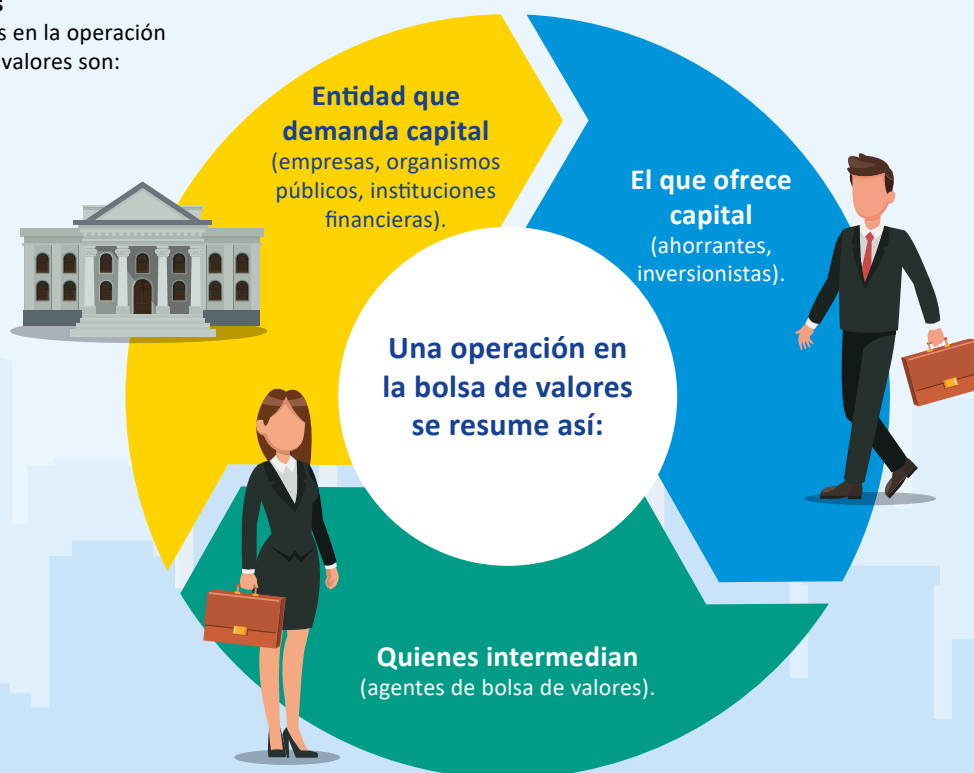 s en la operación
valores son:
Entidad que
demanda capital
(empresas, organismos
públicos, instituciones
financieras).
El que ofrece
capital
(ahorrantes,
inversionistas).
Una operación en
la bolsa de valores
se resume así:
Quienes intermedian
(agentes de bolsa de valores).